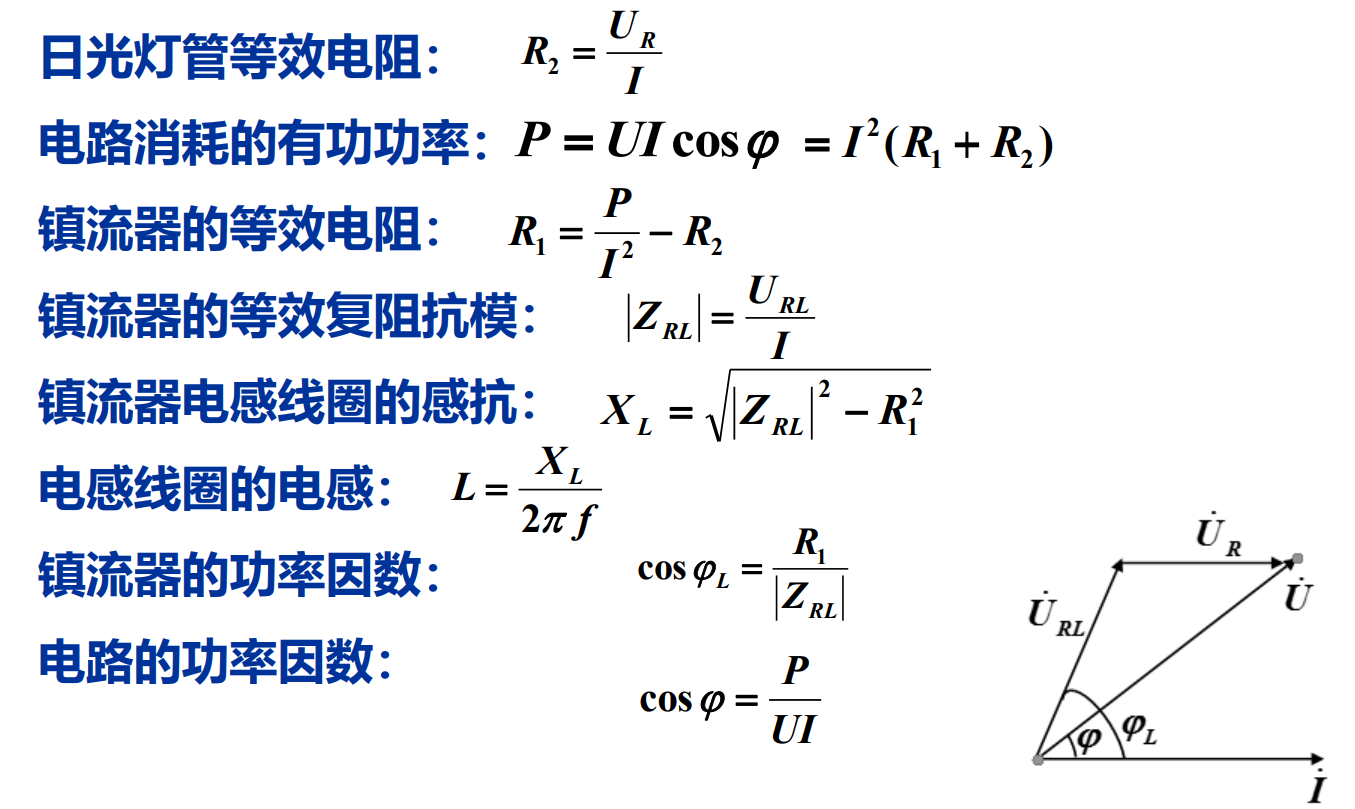 日光灯管等效电阻： R₂ = U_R / I
电路消耗的有功功率： P = UI cos φ = I²(R₁ + R₂)
镇流器的等效电阻： R₁ = P / I² − R₂
镇流器的等效复阻抗模： |Z_RL| = U_RL / I
镇流器电感线圈的感抗： X_L = √(|Z_RL|² − R₁²)
电感线圈的电感： L = X_L / 2π f
镇流器的功率因数： cos φ_L = R₁ / |Z_RL|
电路的功率因数： cos φ = P / UI
U̇_R
U̇
U̇_RL
φ
φ_L
İ